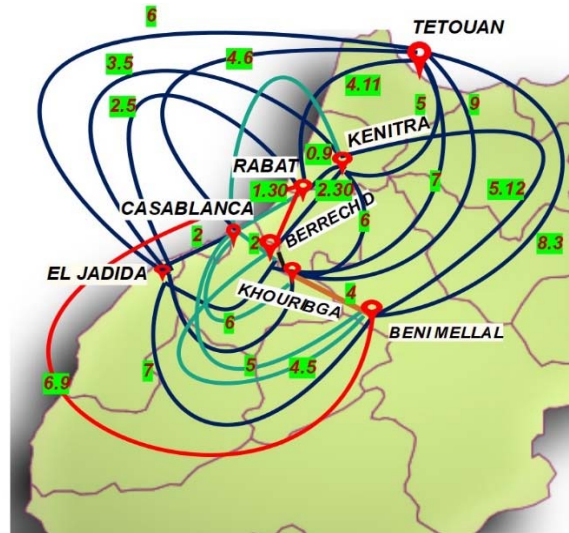 6
TETOUAN
3.5
4.6
2.5
4.11
5
9
KENITRA
0.9
RABAT
1.30
2.30
7
5.12
CASABLANCA
BERRECHID
6
2
2
8.3
EL JADIDA
KHOURIBGA
4
6
BENI MELLAL
5
4.5
7
6.9